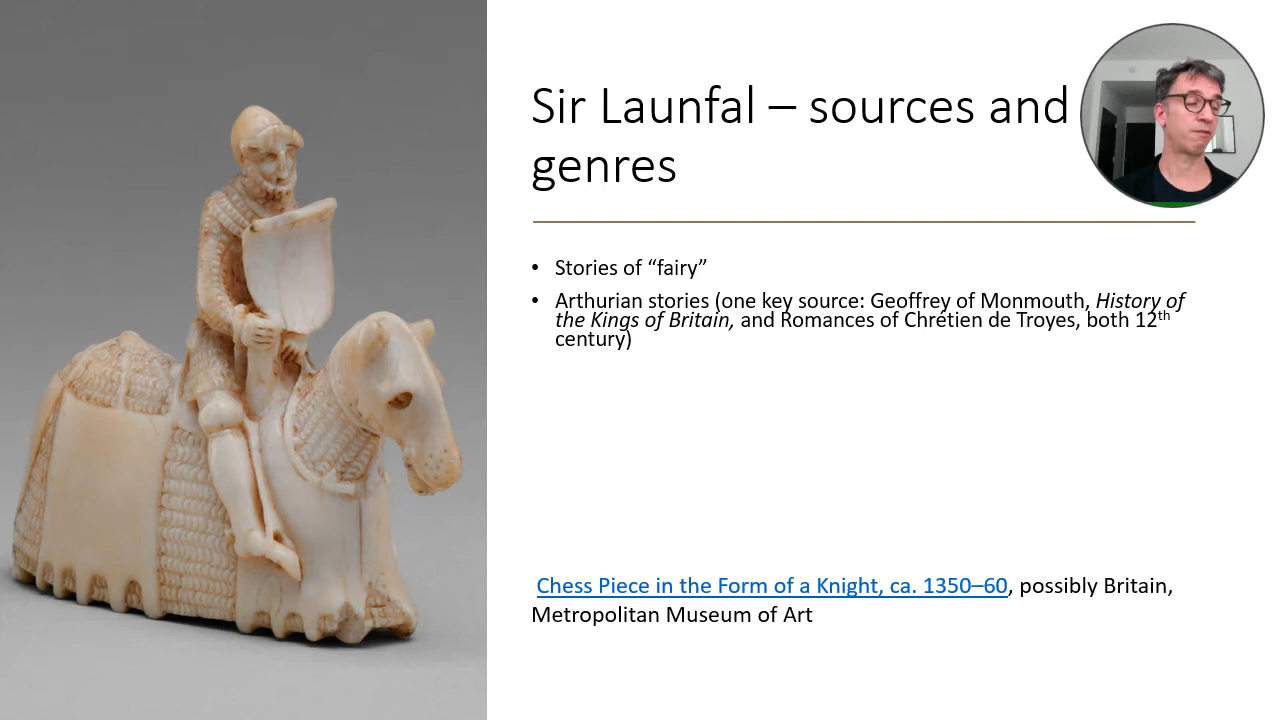 Sir Launfal – sources and
genres
• Stories of “fairy”
• Arthurian stories (one key source: Geoffrey of Monmouth, History of
the Kings of Britain, and Romances of Chrétien de Troyes, both 12th
century)
Chess Piece in the Form of a Knight, ca. 1350–60, possibly Britain,
Metropolitan Museum of Art